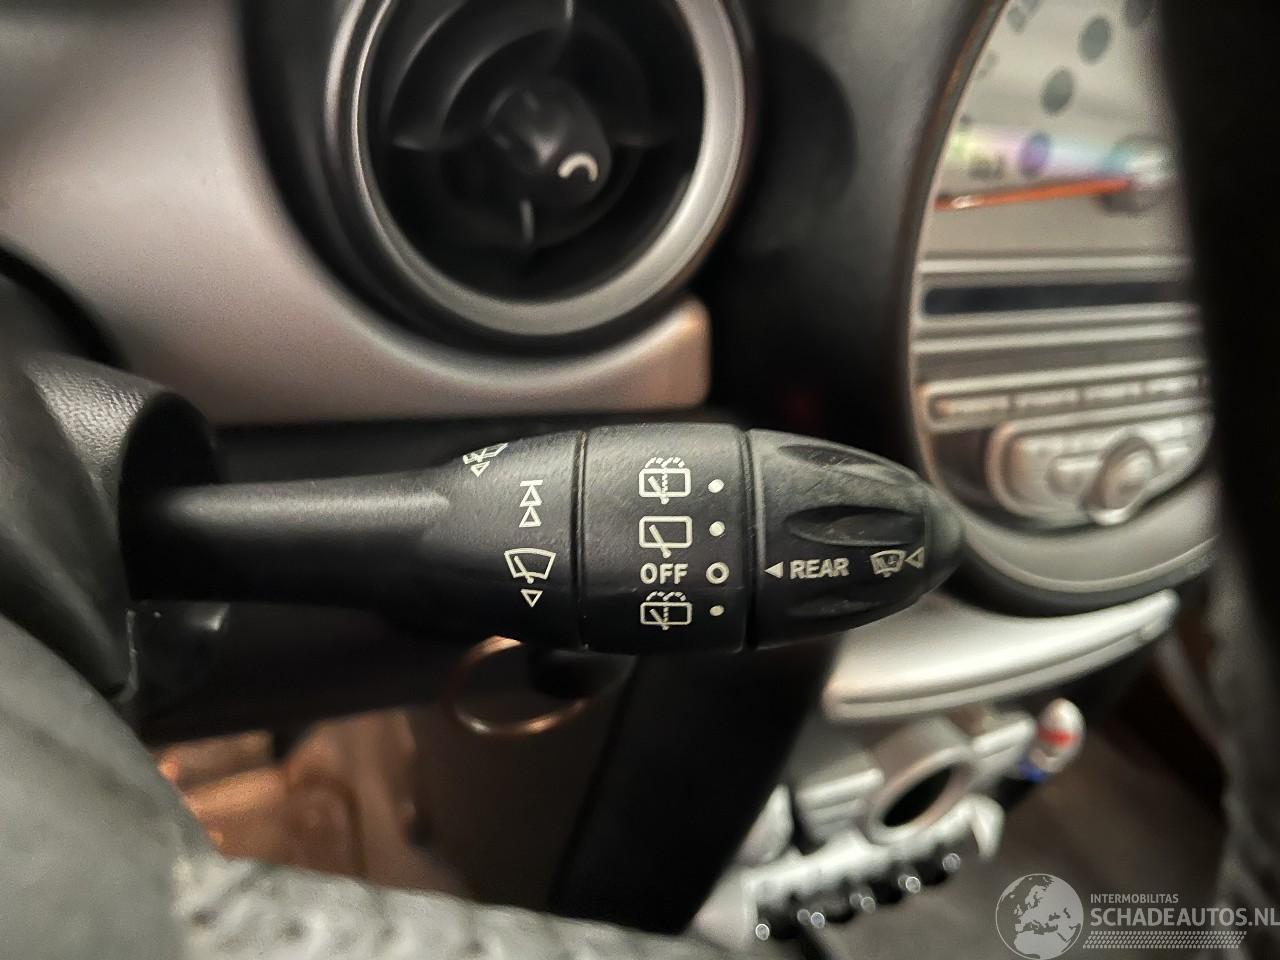 OFF
REAR
INTERMOBILITAS
SCHADEAUTOS.NL